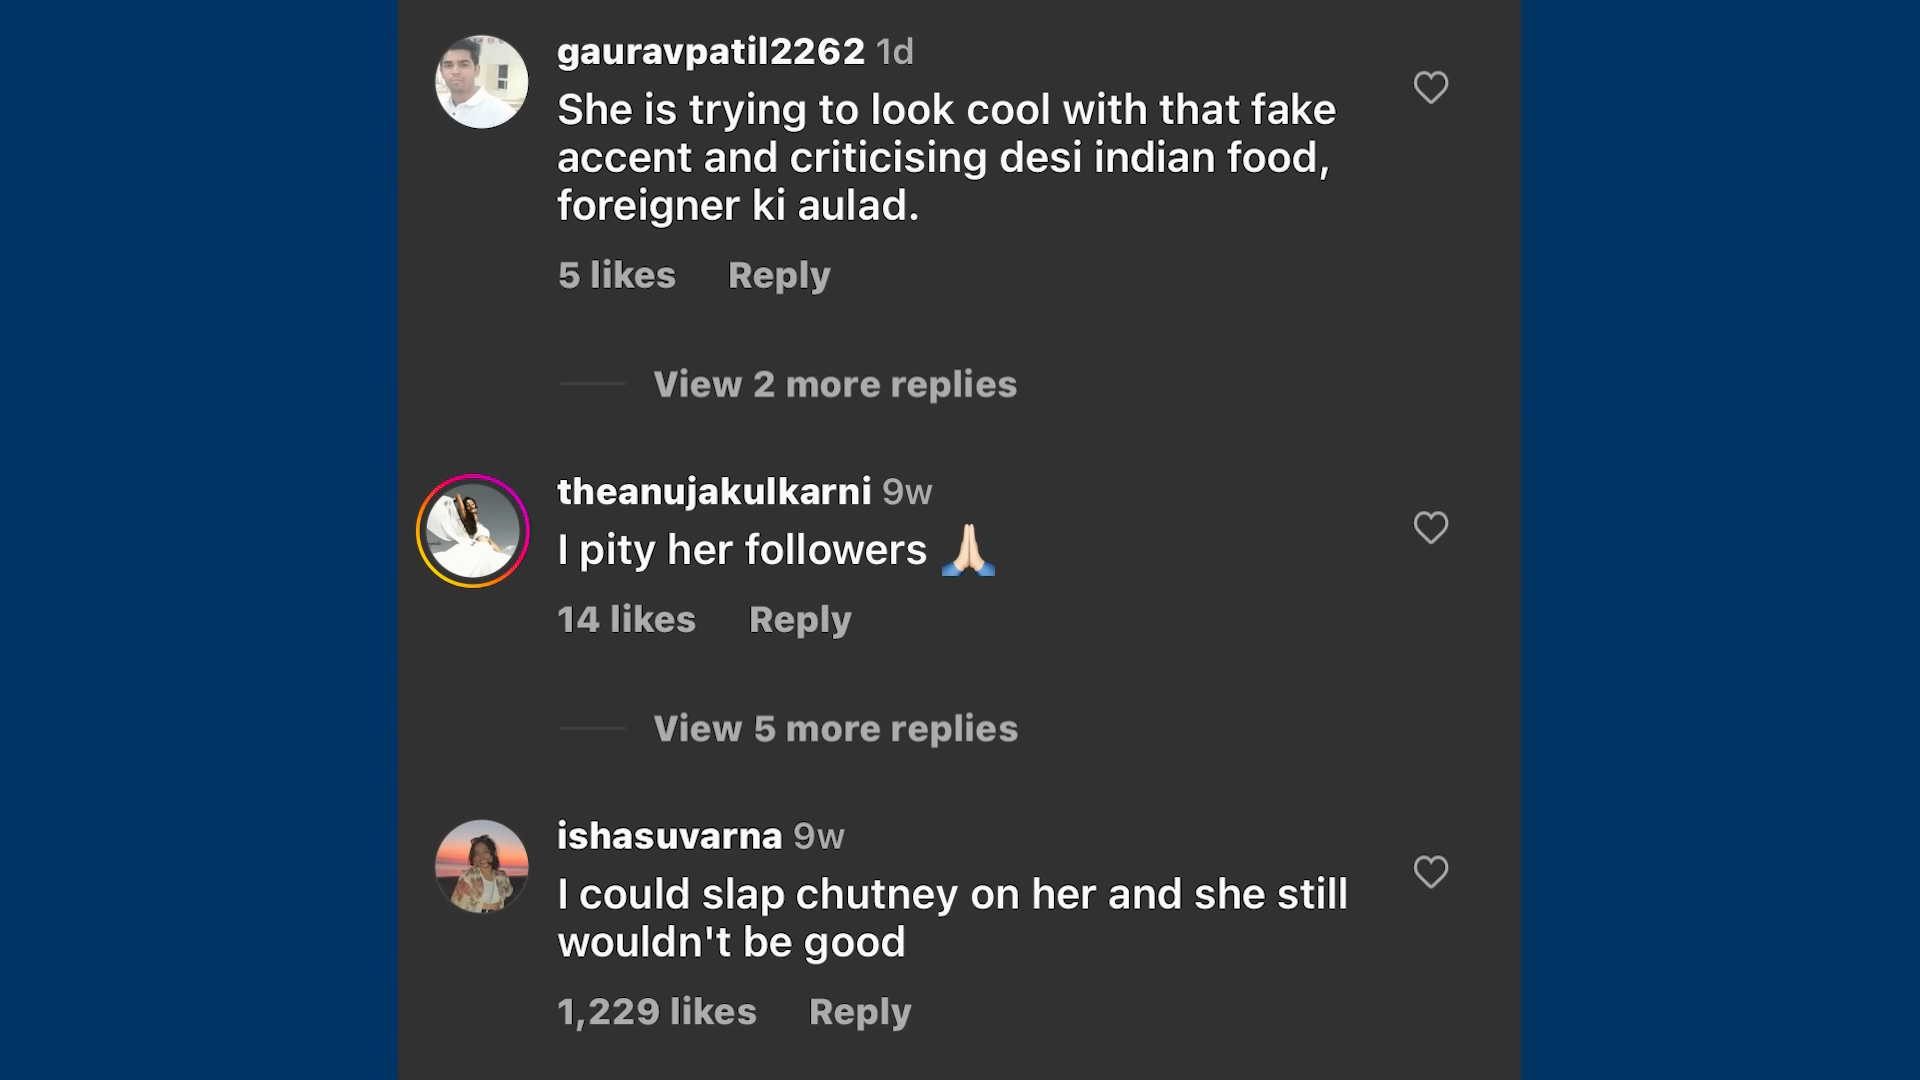 gauravpatil2262 1d
She is trying to look cool with that fake
accent and criticising desi indian food,
foreigner ki aulad.
5 likes Reply
View 2 more replies
theanujakulkarni 9w
I pity her followers 🙏🏻
14 likes Reply
View 5 more replies
ishasuvarna 9w
I could slap chutney on her and she still
wouldn't be good
1,229 likes Reply